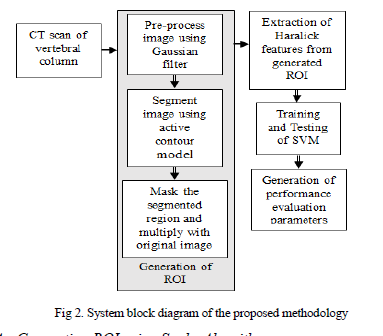 CT scan of
vertebral
column
Pre-process
image using
Gaussian
filter
Segment
image using
active
contour
model
Mask the
segmented
region and
multiply with
original image
Generation of
ROI
Extraction of
Haralick
features from
generated
ROI
Training
and Testing
of SVM
Generation of
performance
evaluation
parameters
Fig 2. System block diagram of the proposed methodology